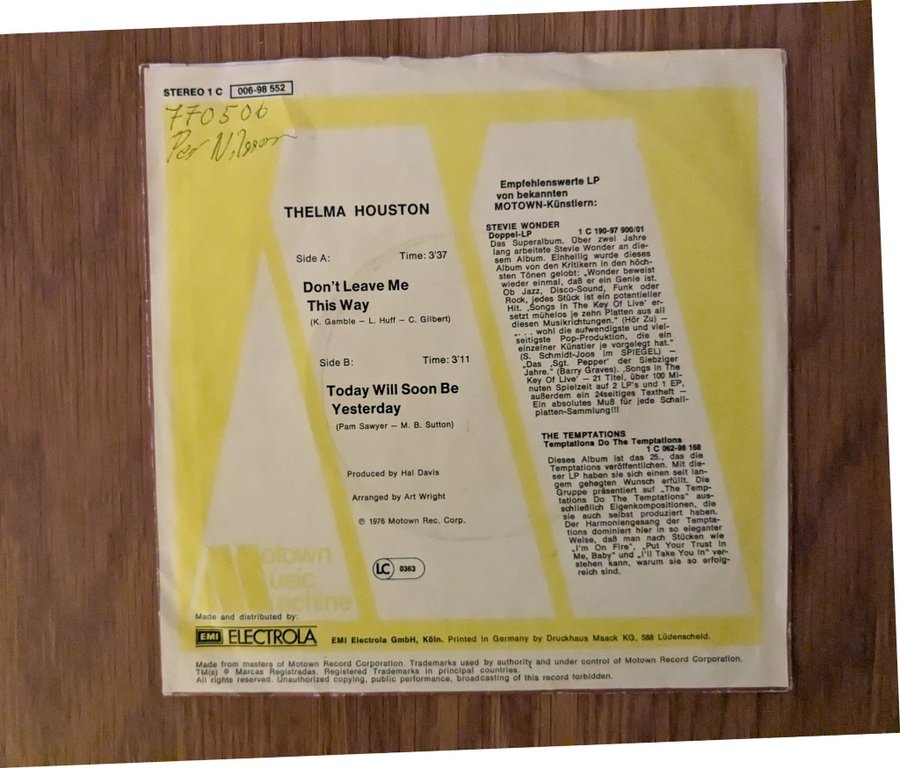 STEREO 1 C 006-98 552
770506
Per Nilsson
THELMA HOUSTON
Side A: Time: 3'37
Don't Leave Me
This Way
(K. Gamble – L. Huff – C. Gilbert)
Side B: Time: 3'11
Today Will Soon Be
Yesterday
(Pam Sawyer – M. B. Sutton)
Produced by Hal Davis
Arranged by Art Wright
℗ 1976 Motown Rec. Corp.
LC 0363
Empfehlenswerte LP
von bekannten
MOTOWN-Künstlern:
STEVIE WONDER
Doppel-LP 1 C 190-97 900/01
Das Superalbum. Über zwei Jahre
lang arbeitete Stevie Wonder an die-
sem Album. Einhellig wurde dieses
Album von den Kritikern in den höch-
sten Tönen gelobt: „Wonder beweist
wieder einmal, daß er ein Genie ist.
Ob Jazz, Disco-Sound, Funk oder
Rock, jedes Stück ist ein potentieller
Hit. ‚Songs In The Key Of Live' er-
setzt mühelos je zehn Platten aus all
diesen Musikrichtungen." (Hör Zu) –
„. . . wohl die aufwendigste und viel-
seitigste Pop-Produktion, die ein
einzelner Künstler je vorgelegt hat."
(S. Schmidt-Joos im SPIEGEL) –
„Das ‚Sgt. Pepper' der Siebziger
Jahre." (Barry Graves). ‚Songs in The
Key Of Live' – 21 Titel, über 100 Mi-
nuten Spielzeit auf 2 LP's und 1 EP,
außerdem ein 24seitiges Textheft –
Ein absolutes Muß für jede Schall-
platten-Sammlung!!!
THE TEMPTATIONS
Temptations Do The Temptations
1 C 062-98 168
Dieses Album ist das 25., das die
Temptations veröffentlichen. Mit die-
ser LP haben sie sich einen seit lan-
gem gehegten Wunsch erfüllt. Die
Gruppe präsentiert auf „The Temp-
tations Do The Temptations" aus-
schließlich Eigenkompositionen, die
sie auch selbst produziert haben.
Der Harmoniengesang der Tempta-
tions dominiert hier in so eleganter
Weise, daß man nach Stücken wie
„I'm On Fire", „Put Your Trust In
Me, Baby" und „I'll Take You In" ver-
stehen kann, warum sie so erfolg-
reich sind.
Motown
Music
Machine
Made and distributed by:
EMI ELECTROLA EMI Electrola GmbH, Köln. Printed in Germany by Druckhaus Maack KG, 588 Lüdenscheid.
Made from masters of Motown Record Corporation. Trademarks used by authority and under control of Motown Record Corporation.
TM(s) ® Marcas Registradas. Registered Trademarks in principal countries.
All rights reserved. Unauthorized copying, public performance, broadcasting of this record forbidden.